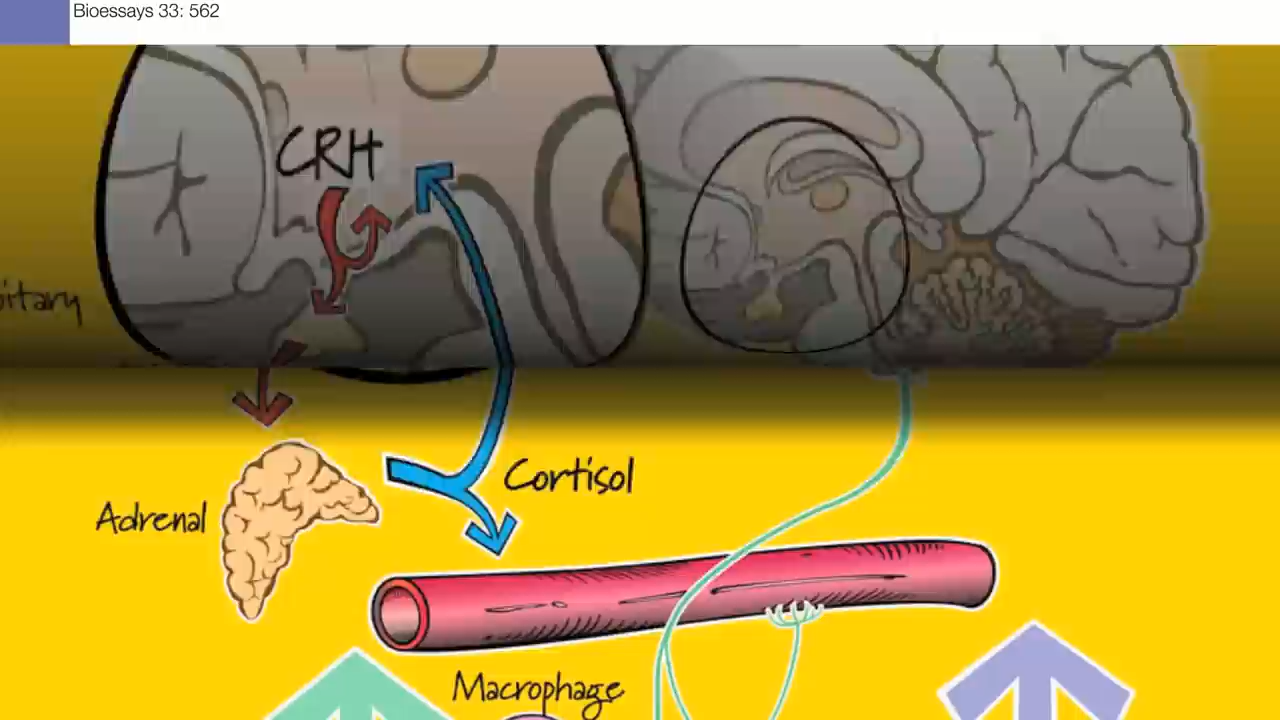 Bioessays 33: 562
CRH
Cortisol
Adrenal
Macrophage